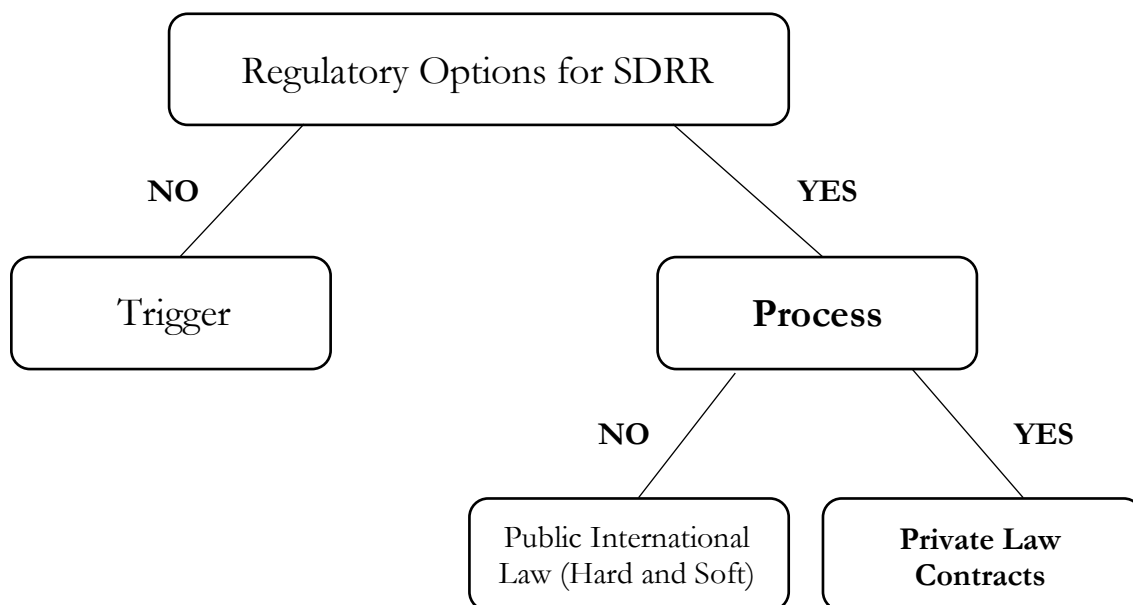 Regulatory Options for SDRR
NO
YES
Trigger
Process
NO
YES
Public International
Law (Hard and Soft)
Private Law
Contracts